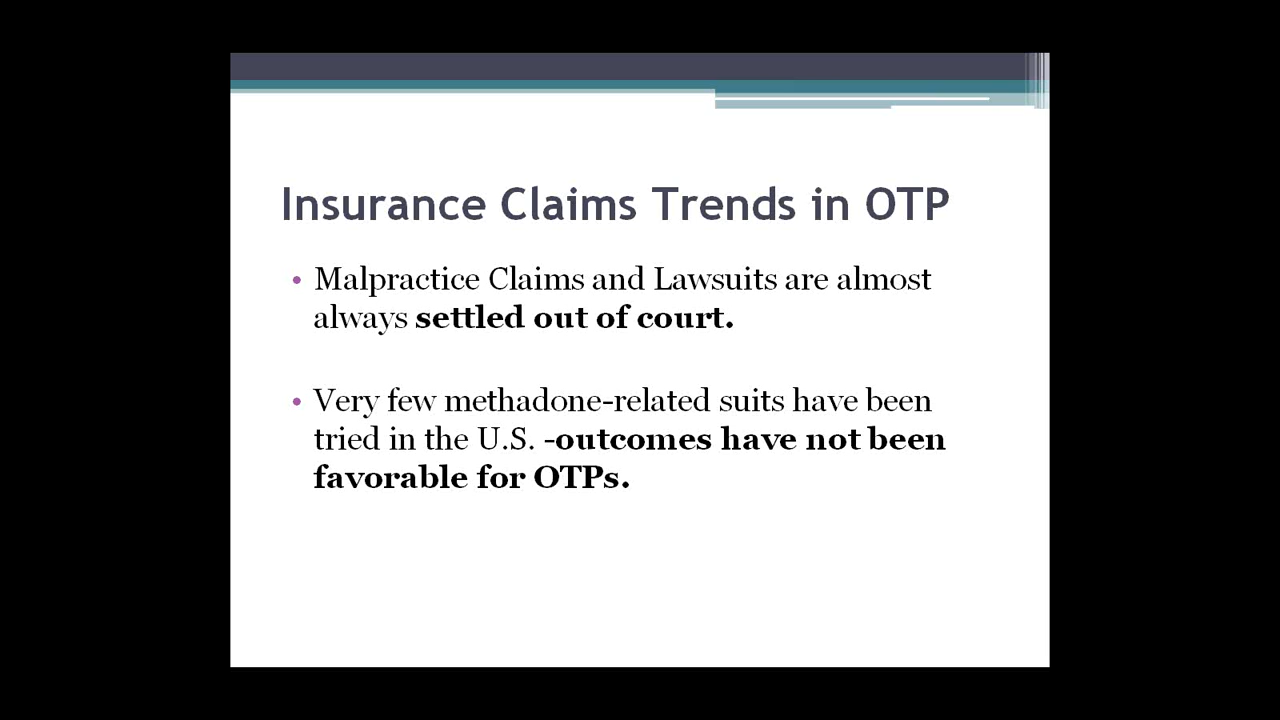 Insurance Claims Trends in OTP
• Malpractice Claims and Lawsuits are almost
always settled out of court.
• Very few methadone-related suits have been
tried in the U.S. -outcomes have not been
favorable for OTPs.